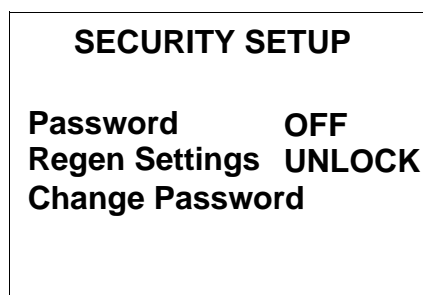 SECURITY SETUP
Password OFF
Regen Settings UNLOCK
Change Password